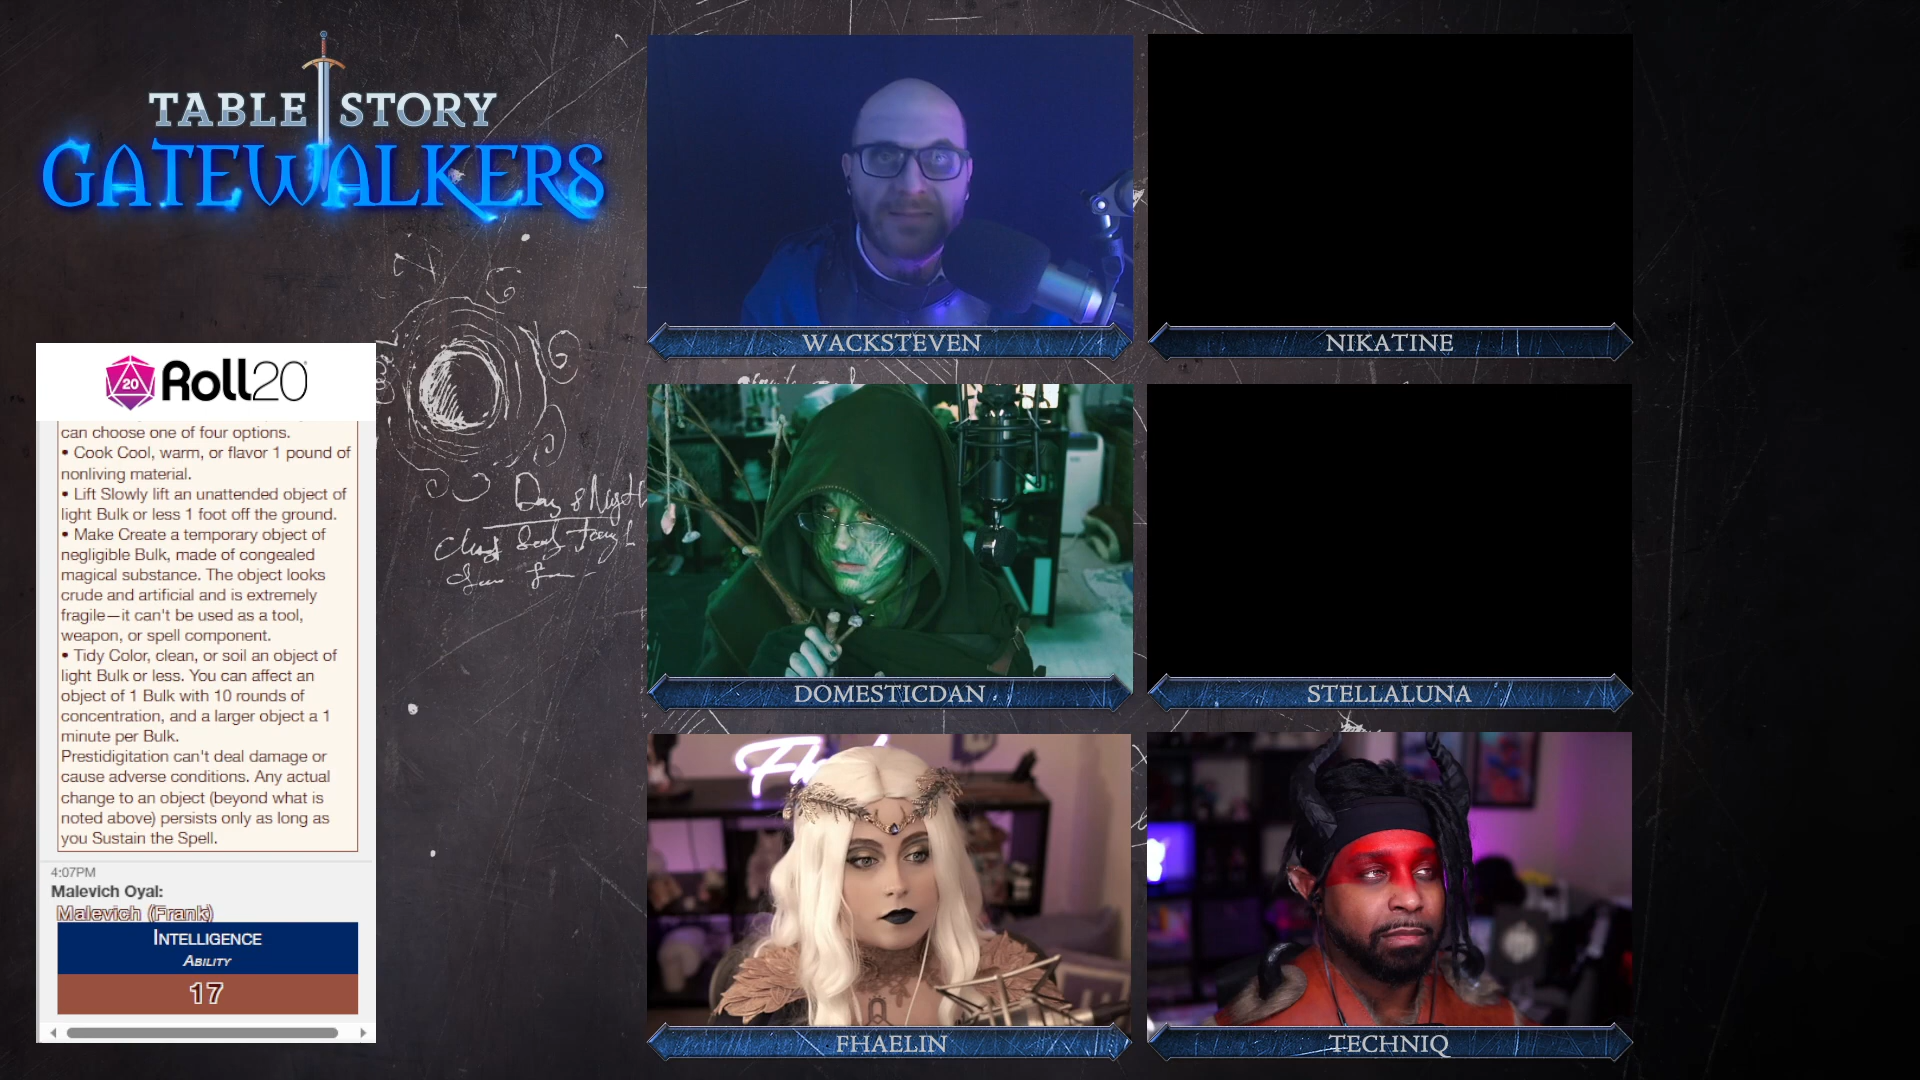 TABLE STORY
GATEWALKERS
Roll20
can choose one of four options.
• Cook Cool, warm, or flavor 1 pound of
nonliving material.
• Lift Slowly lift an unattended object of
light Bulk or less 1 foot off the ground.
• Make Create a temporary object of
negligible Bulk, made of congealed
magical substance. The object looks
crude and artificial and is extremely
fragile—it can't be used as a tool,
weapon, or spell component.
• Tidy Color, clean, or soil an object of
light Bulk or less. You can affect an
object of 1 Bulk with 10 rounds of
concentration, and a larger object a 1
minute per Bulk.
Prestidigitation can't deal damage or
cause adverse conditions. Any actual
change to an object (beyond what is
noted above) persists only as long as
you Sustain the Spell.
4:07PM
Malevich Oyal:
Malevich (Frank)
INTELLIGENCE
ABILITY
17
Day & Night
WACKSTEVEN
NIKATINE
DOMESTICDAN
STELLALUNA
FHAELIN
TECHNIQ